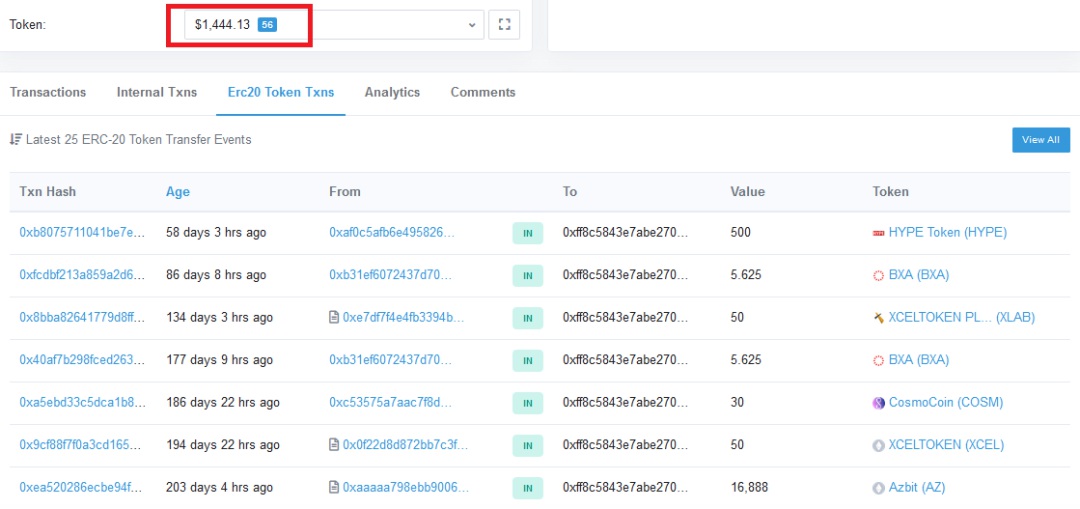 Token: $1,444.13 56
Transactions Internal Txns Erc20 Token Txns Analytics Comments
Latest 25 ERC-20 Token Transfer Events View All
Txn Hash Age From To Value Token
0xb8075711041be7e... 58 days 3 hrs ago 0xaf0c5afb6e495826... IN 0xff8c5843e7abe270... 500 HYPE Token (HYPE)
0xfcdbf213a859a2d6... 86 days 8 hrs ago 0xb31ef6072437d70... IN 0xff8c5843e7abe270... 5.625 BXA (BXA)
0x8bba82641779d8ff... 134 days 3 hrs ago 0xe7df7f4e4fb3394b... IN 0xff8c5843e7abe270... 50 XCELTOKEN PL... (XLAB)
0x40af7b298fced263... 177 days 9 hrs ago 0xb31ef6072437d70... IN 0xff8c5843e7abe270... 5.625 BXA (BXA)
0xa5ebd33c5dca1b8... 186 days 22 hrs ago 0xc53575a7aac7f8d... IN 0xff8c5843e7abe270... 30 CosmoCoin (COSM)
0x9cf88f7f0a3cd165... 194 days 22 hrs ago 0x0f22d8d872bb7c3f... IN 0xff8c5843e7abe270... 50 XCELTOKEN (XCEL)
0xea520286ecbe94f... 203 days 4 hrs ago 0xaaaaa798ebb9006... IN 0xff8c5843e7abe270... 16,888 Azbit (AZ)